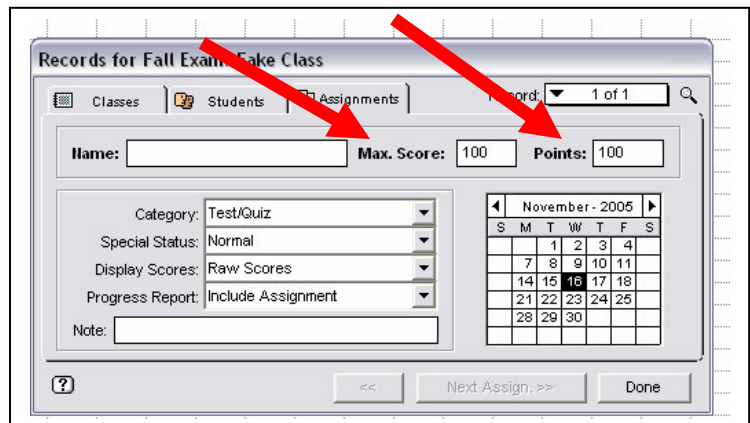 Records for Fall Exam Fake Class
Classes Students Assignments Record: 1 of 1
Name: Max. Score: 100 Points: 100
Category: Test/Quiz
Special Status: Normal
Display Scores: Raw Scores
Progress Report: Include Assignment
Note:
November - 2005
S M T W T F S
1 2 3 4
7 8 9 10 11
14 15 16 17 18
21 22 23 24 25
28 29 30
? << Next Assign. >> Done